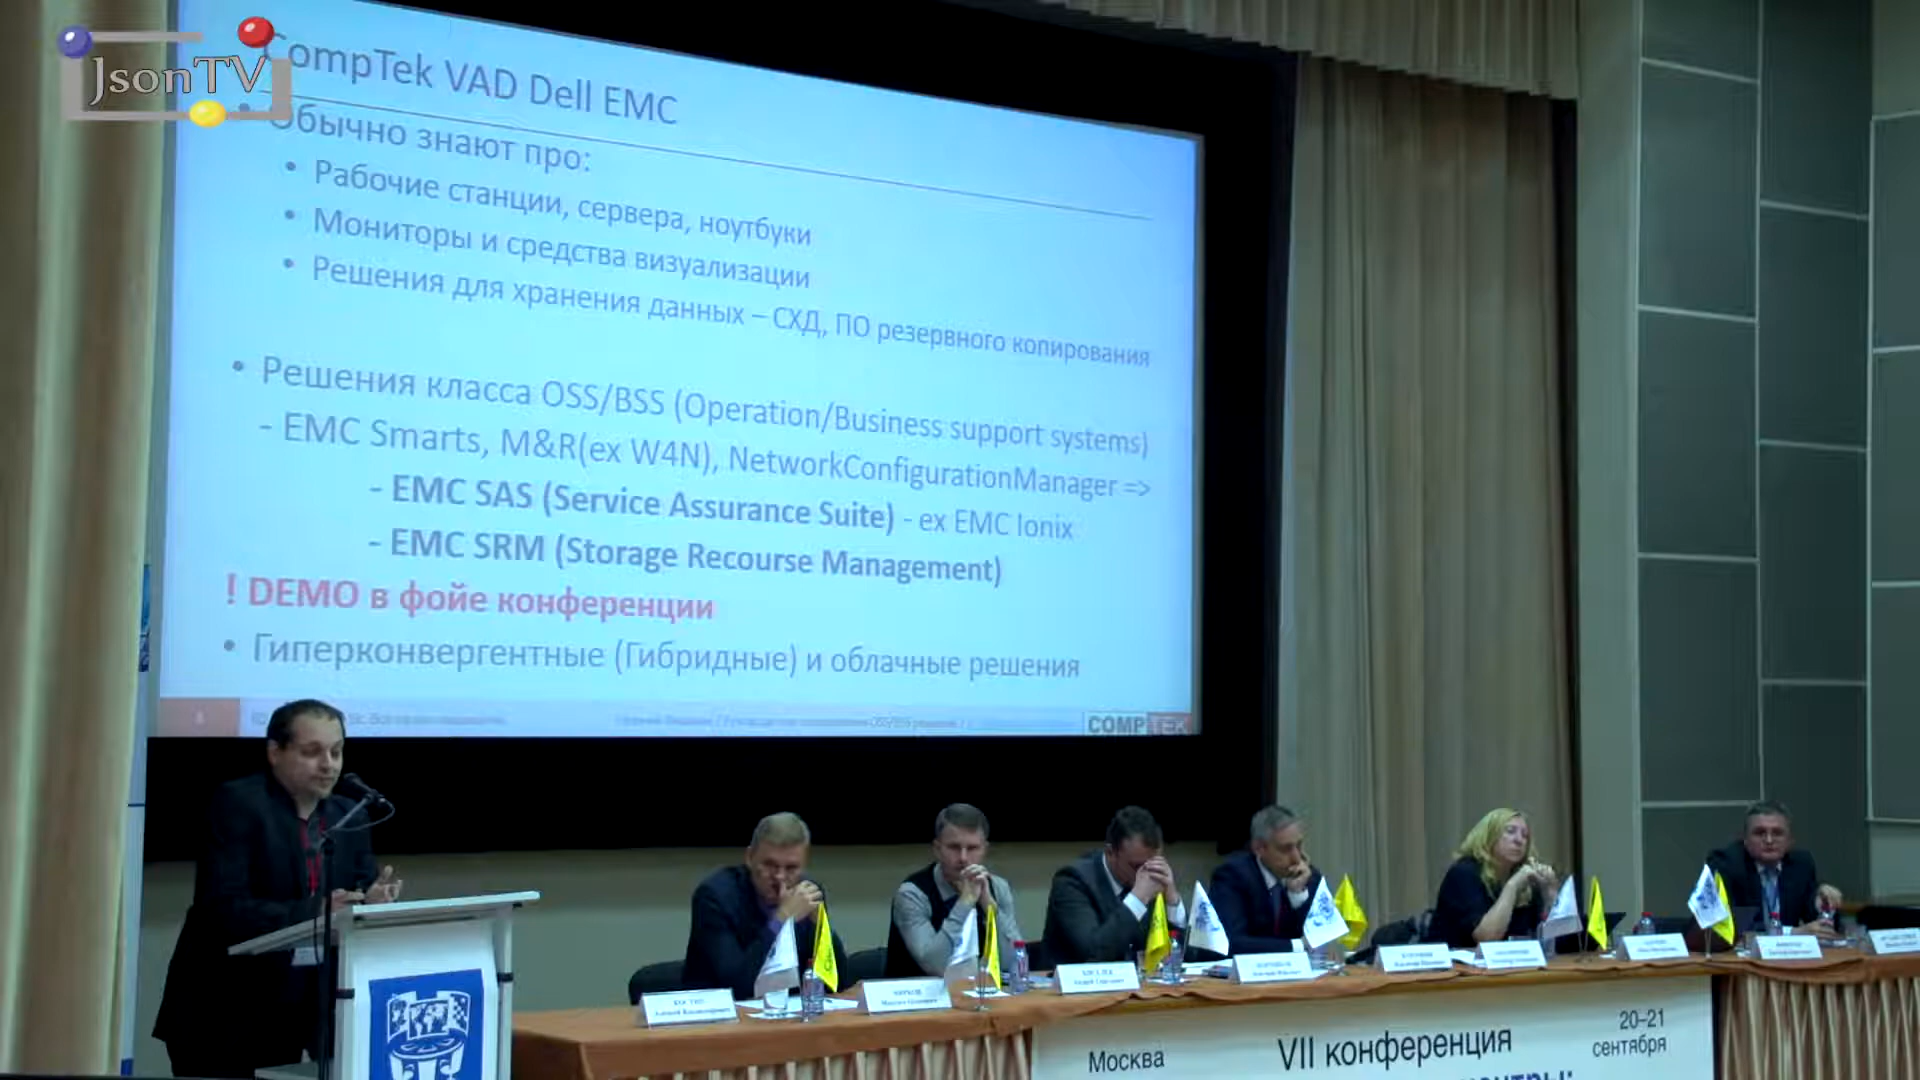 JsonTV
CompTek VAD Dell EMC
Обычно знают про:
• Рабочие станции, сервера, ноутбуки
• Мониторы и средства визуализации
• Решения для хранения данных – СХД, ПО резервного копирования
• Решения класса OSS/BSS (Operation/Business support systems)
- EMC Smarts, M&R(ex W4N), NetworkConfigurationManager =>
- EMC SAS (Service Assurance Suite) - ex EMC Ionix
- EMC SRM (Storage Recourse Management)
! DEMO в фойе конференции
• Гиперконвергентные (Гибридные) и облачные решения
COMPTEK
Москва
VII конференция
20–21
сентября